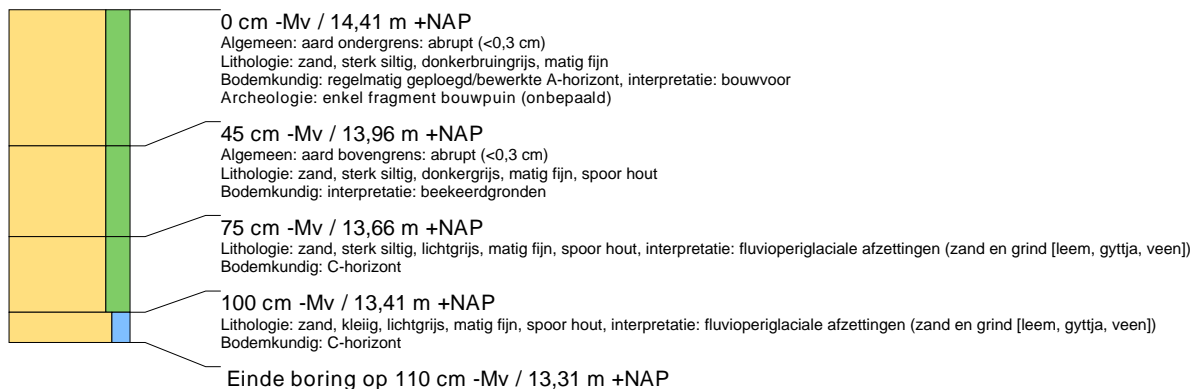 0 cm -Mv / 14,41 m +NAP
Algemeen: aard ondergrens: abrupt (<0,3 cm)
Lithologie: zand, sterk siltig, donkerbruingrijs, matig fijn
Bodemkundig: regelmatig geploegd/bewerkte A-horizont, interpretatie: bouwvoor
Archeologie: enkel fragment bouwpuin (onbepaald)
45 cm -Mv / 13,96 m +NAP
Algemeen: aard bovengrens: abrupt (<0,3 cm)
Lithologie: zand, sterk siltig, donkergrijs, matig fijn, spoor hout
Bodemkundig: interpretatie: beekeerdgronden
75 cm -Mv / 13,66 m +NAP
Lithologie: zand, sterk siltig, lichtgrijs, matig fijn, spoor hout, interpretatie: fluvioperiglaciale afzettingen (zand en grind [leem, gyttja, veen])
Bodemkundig: C-horizont
100 cm -Mv / 13,41 m +NAP
Lithologie: zand, kleiig, lichtgrijs, matig fijn, spoor hout, interpretatie: fluvioperiglaciale afzettingen (zand en grind [leem, gyttja, veen])
Bodemkundig: C-horizont
Einde boring op 110 cm -Mv / 13,31 m +NAP